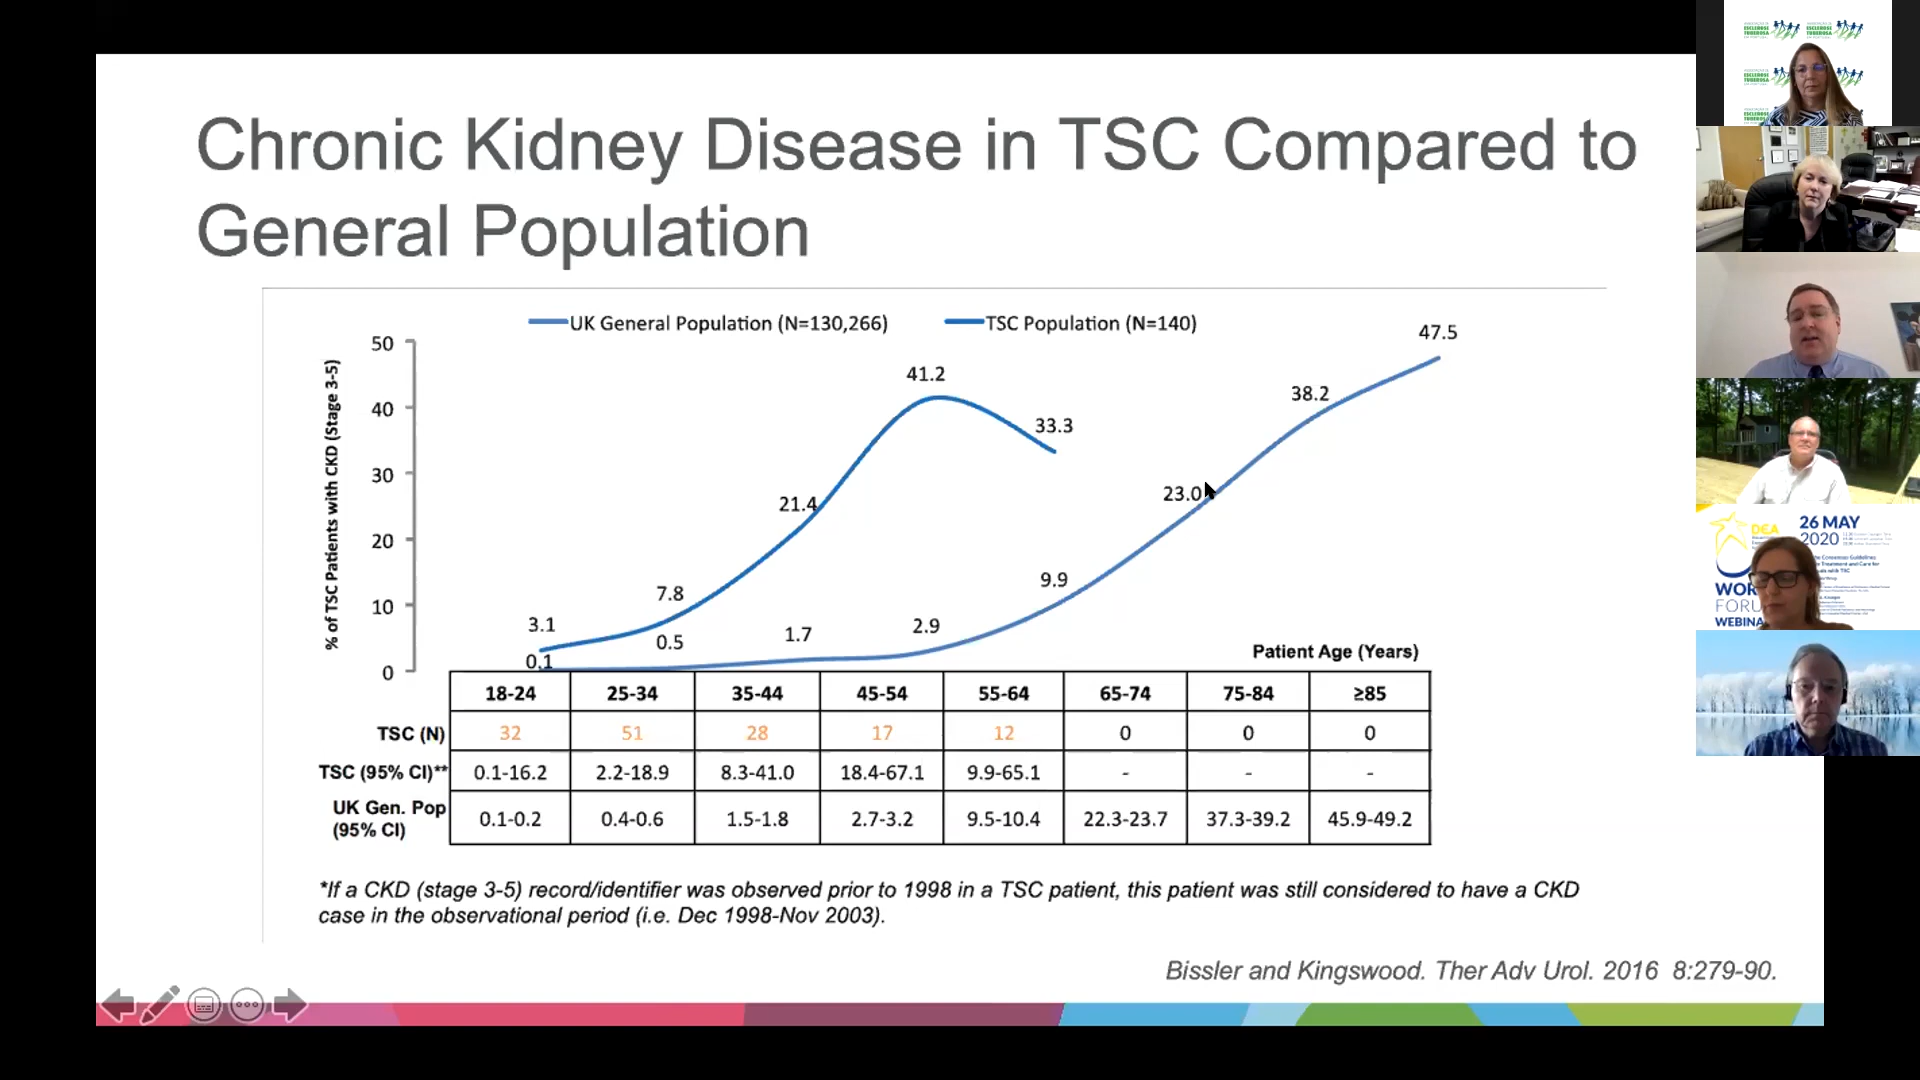 Chronic Kidney Disease in TSC Compared to
General Population
UK General Population (N=130,266)
TSC Population (N=140)
% of TSC Patients with CKD (Stage 3-5)
50
40
30
20
10
0
3.1
7.8
21.4
41.2
33.3
0.1
0.5
1.7
2.9
9.9
23.0
38.2
47.5
Patient Age (Years)
18-24 25-34 35-44 45-54 55-64 65-74 75-84 ≥85
TSC (N) 32 51 28 17 12 0 0 0
TSC (95% CI)** 0.1-16.2 2.2-18.9 8.3-41.0 18.4-67.1 9.9-65.1 - - -
UK Gen. Pop
(95% CI) 0.1-0.2 0.4-0.6 1.5-1.8 2.7-3.2 9.5-10.4 22.3-23.7 37.3-39.2 45.9-49.2
*If a CKD (stage 3-5) record/identifier was observed prior to 1998 in a TSC patient, this patient was still considered to have a CKD
case in the observational period (i.e. Dec 1998-Nov 2003).
Bissler and Kingswood. Ther Adv Urol. 2016 8:279-90.
ESCLEROSE
TUBEROSA
ESCLEROSE
TUBEROSA
ESCLEROSE
TUBEROSA
26 MAY
2020
WOR
FORU
WEBINA